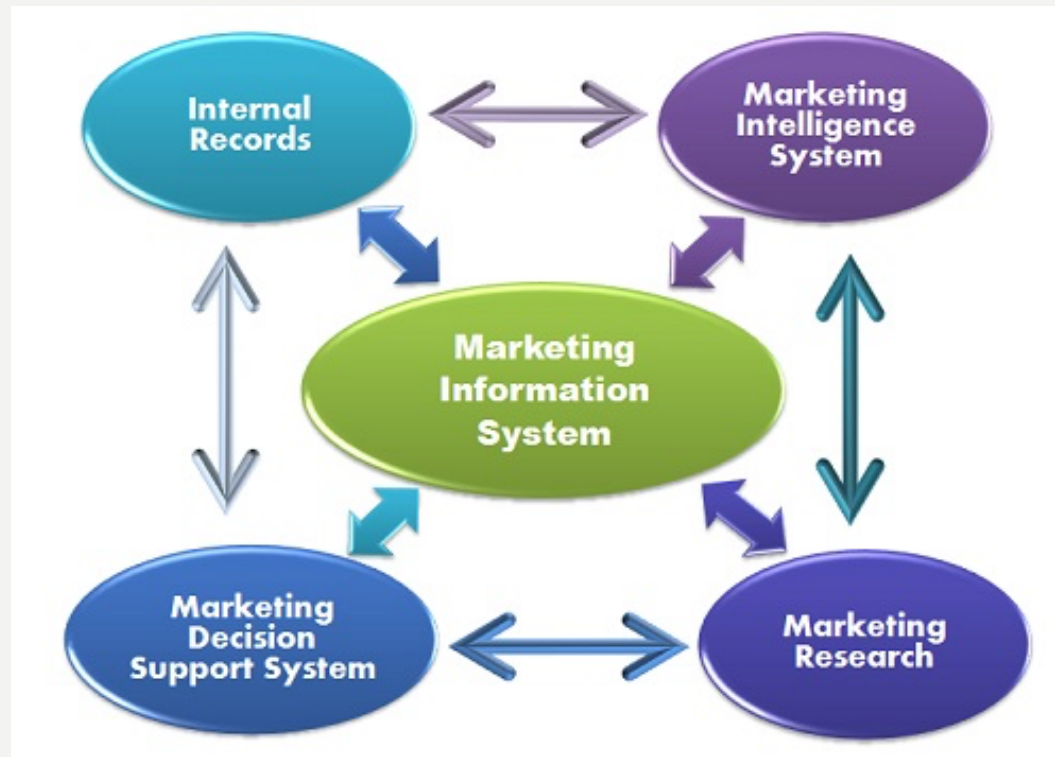 Internal
Records
Marketing
Intelligence
System
Marketing
Information
System
Marketing
Decision
Support System
Marketing
Research